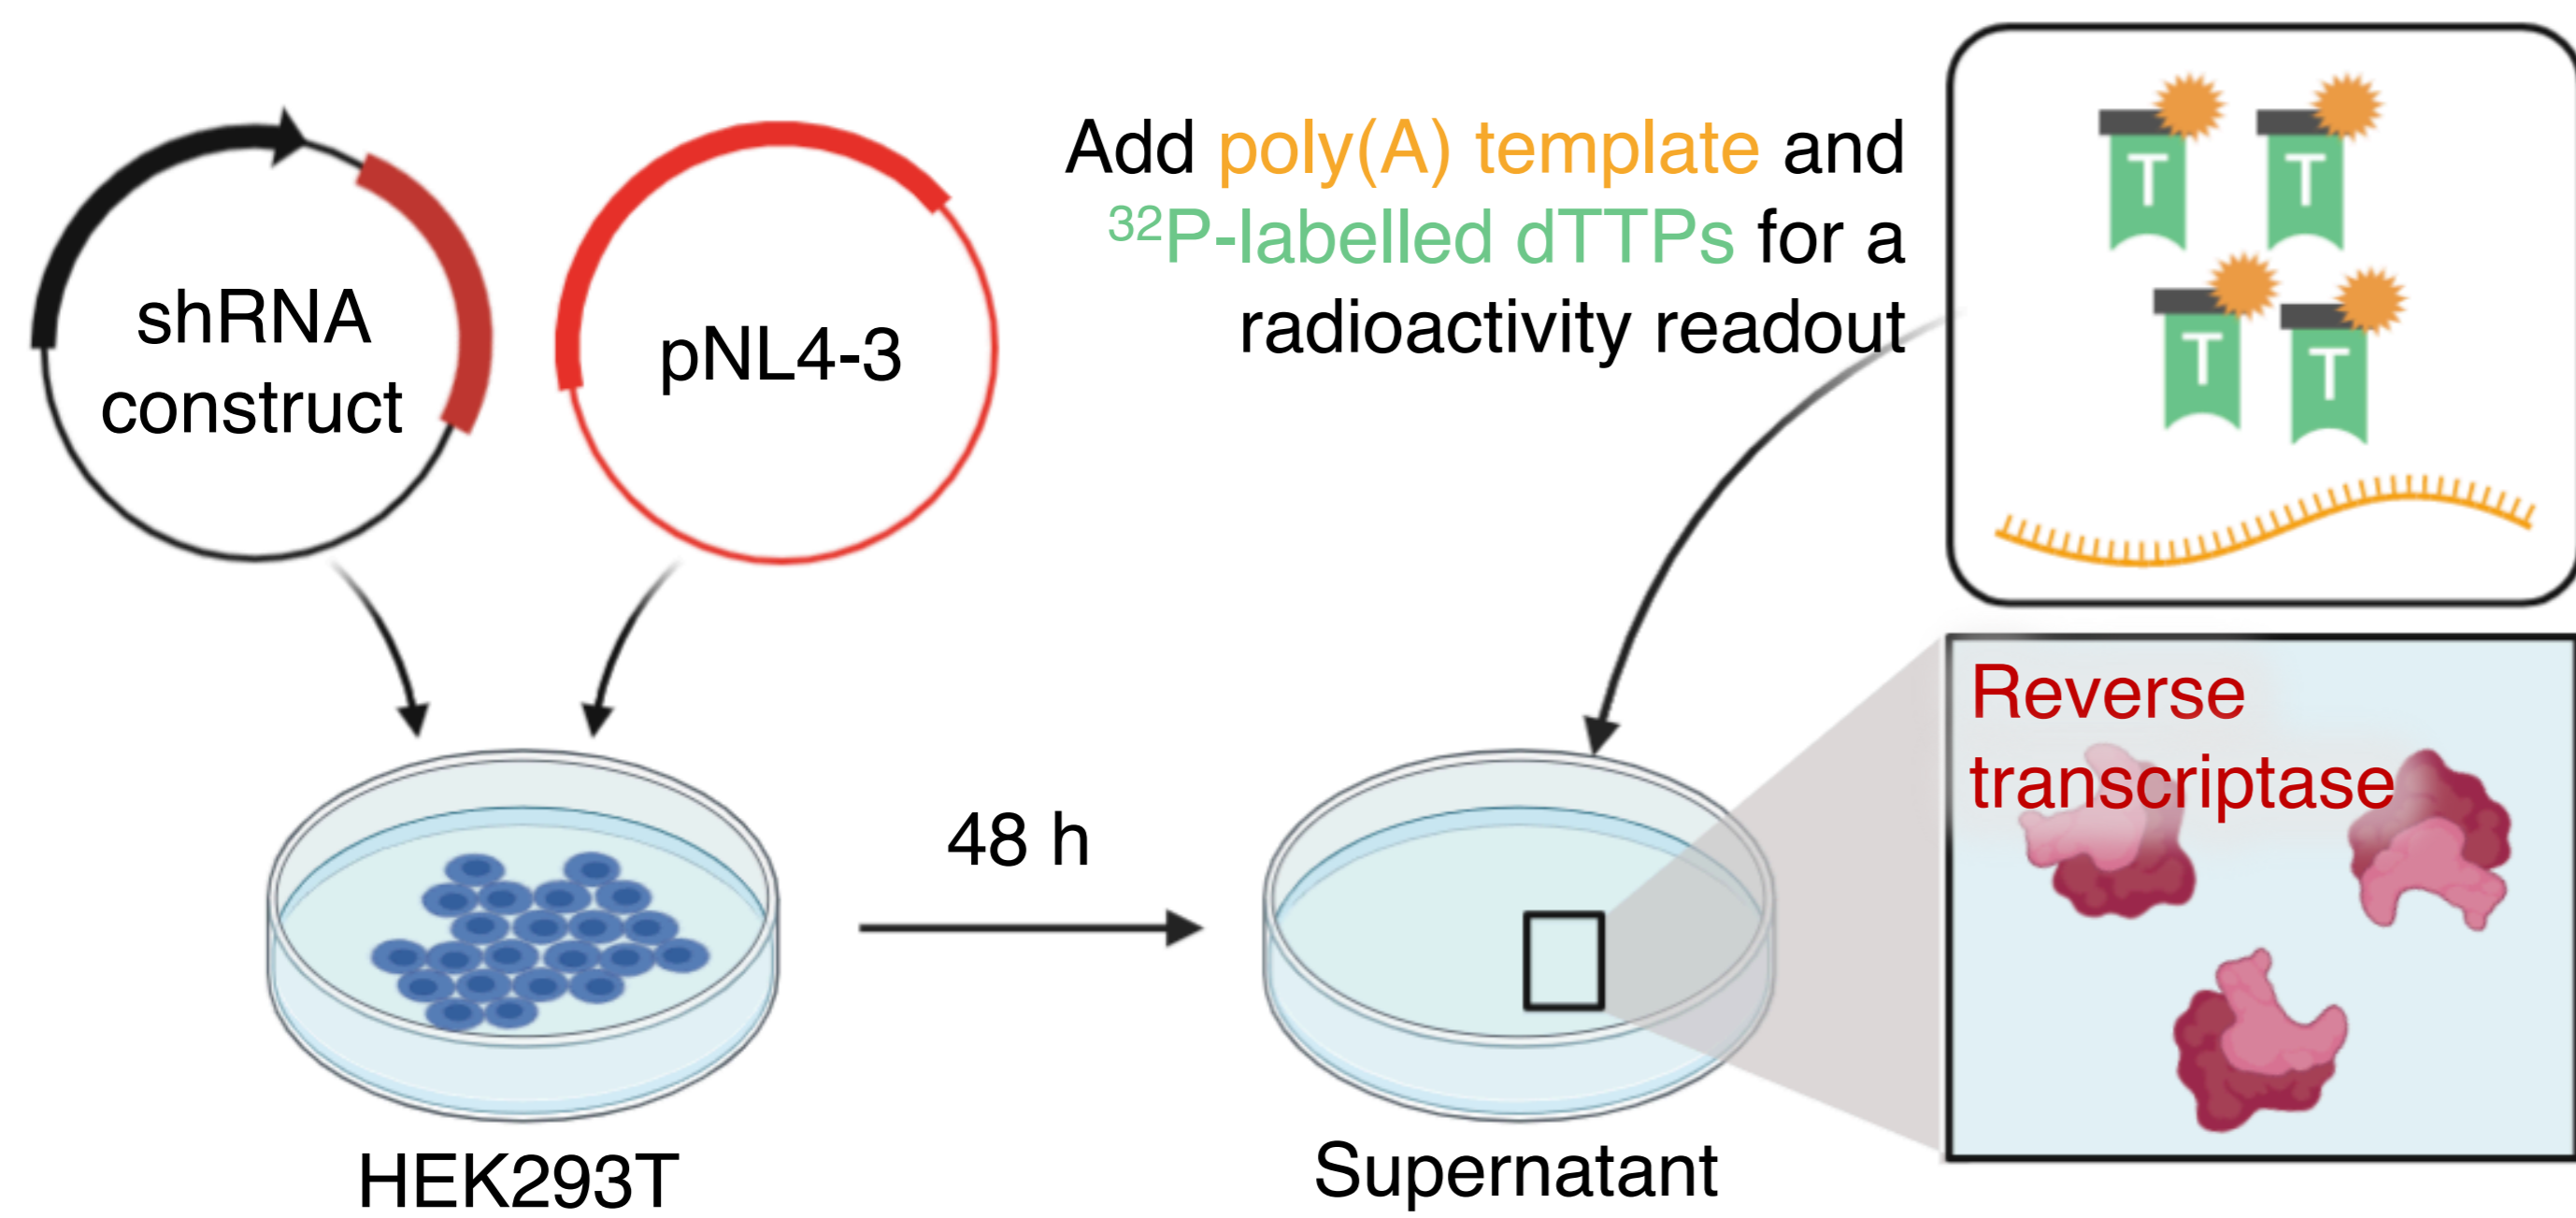 shRNA
construct
pNL4-3
Add poly(A) template and
³²P-labelled dTTPs for a
radioactivity readout
T
T
T
T
Reverse
transcriptase
48 h
HEK293T
Supernatant